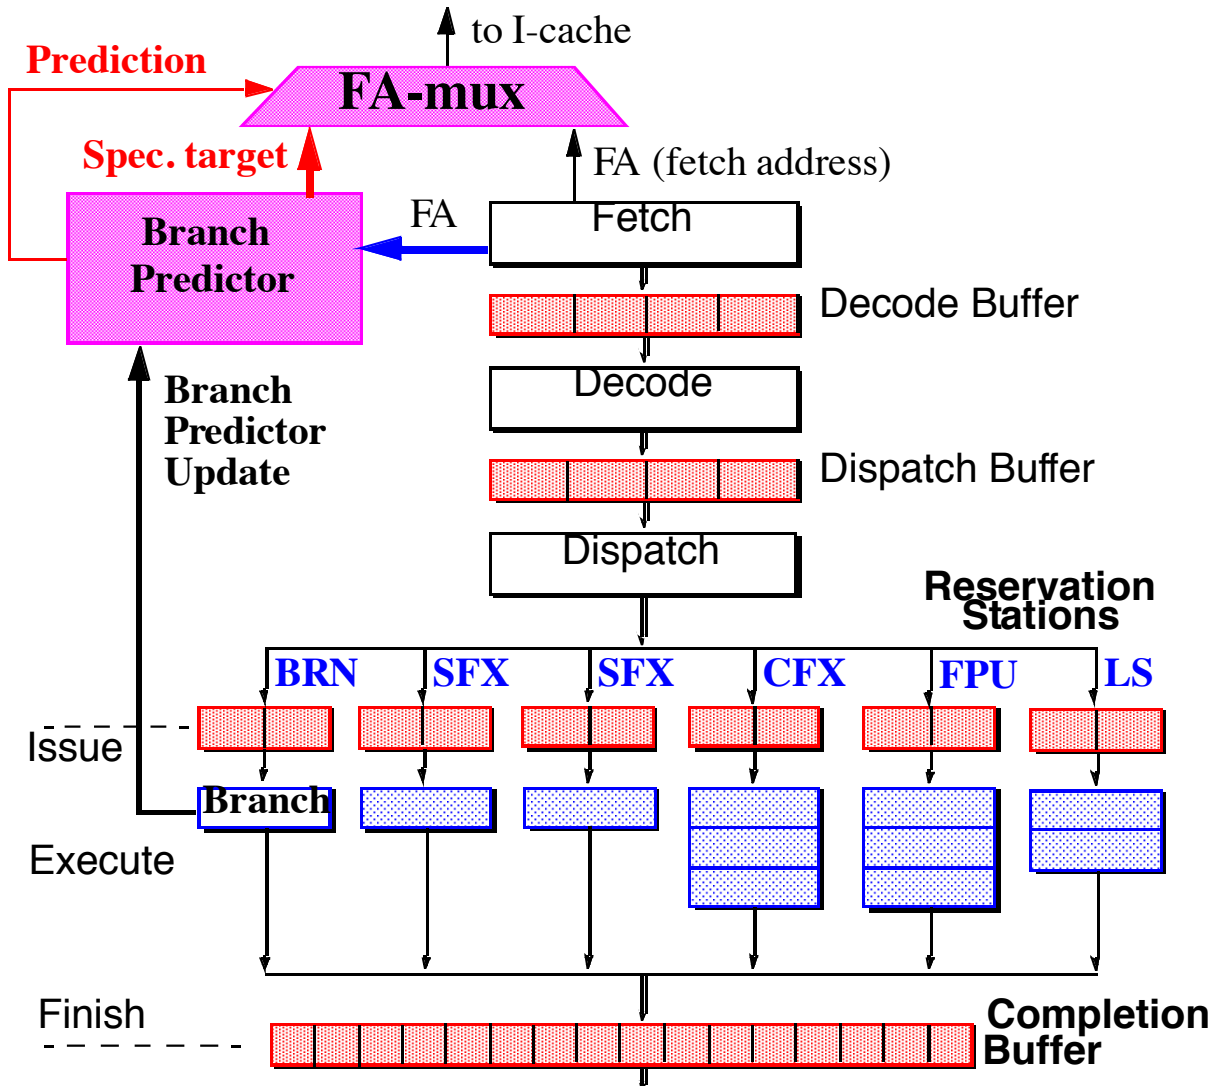 to I-cache
Prediction
FA-mux
Spec. target
FA (fetch address)
FA
Fetch
Branch
Predictor
Decode Buffer
Decode
Branch
Predictor
Update
Dispatch Buffer
Dispatch
Reservation
Stations
BRN SFX SFX CFX FPU LS
Issue
Branch
Execute
Finish
Completion
Buffer